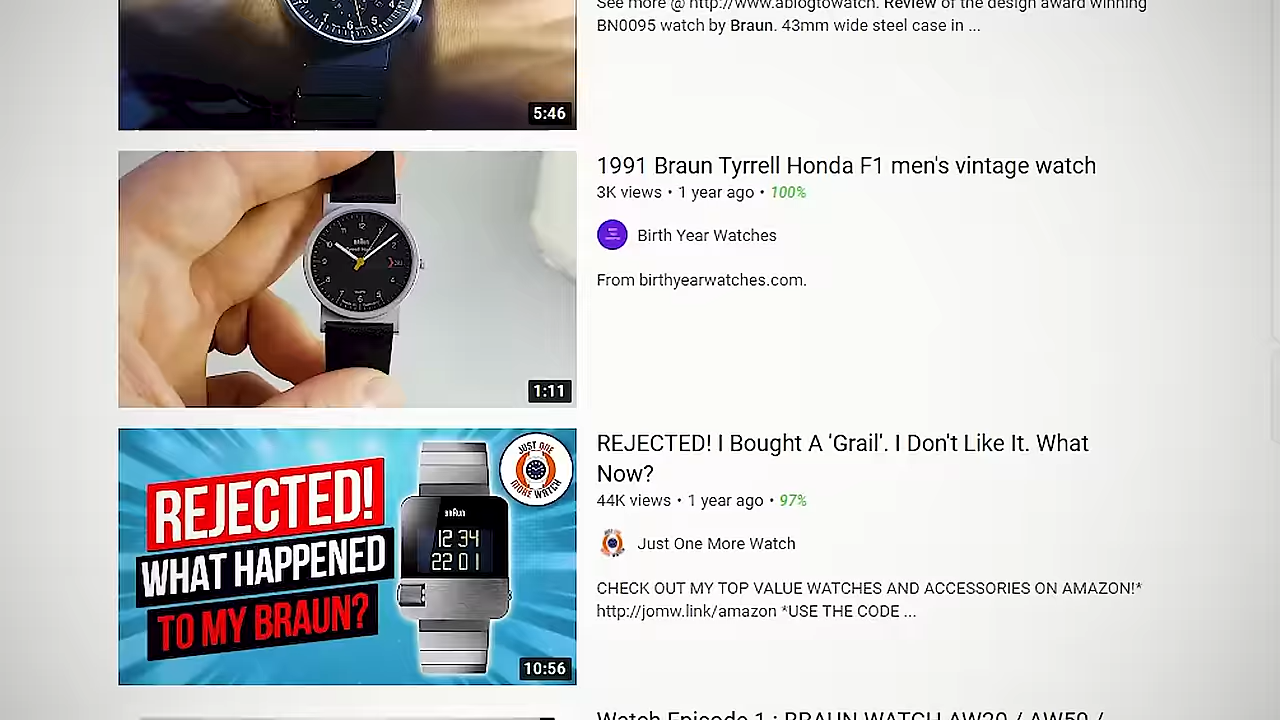 See more @ http://www.ablogtowatch. Review of the design award winning
BN0095 watch by Braun. 43mm wide steel case in ...
5:46
1991 Braun Tyrrell Honda F1 men's vintage watch
3K views • 1 year ago • 100%
Birth Year Watches
From birthyearwatches.com.
BRAUN
1:11
REJECTED! I Bought A 'Grail'. I Don't Like It. What
Now?
44K views • 1 year ago • 97%
Just One More Watch
CHECK OUT MY TOP VALUE WATCHES AND ACCESSORIES ON AMAZON!*
http://jomw.link/amazon *USE THE CODE ...
REJECTED!
WHAT HAPPENED
TO MY BRAUN?
JUST ONE
MORE WATCH
BRAUN
12 34
22 01
10:56
Watch Episode 1 : BRAUN WATCH AW20 / AW50 /